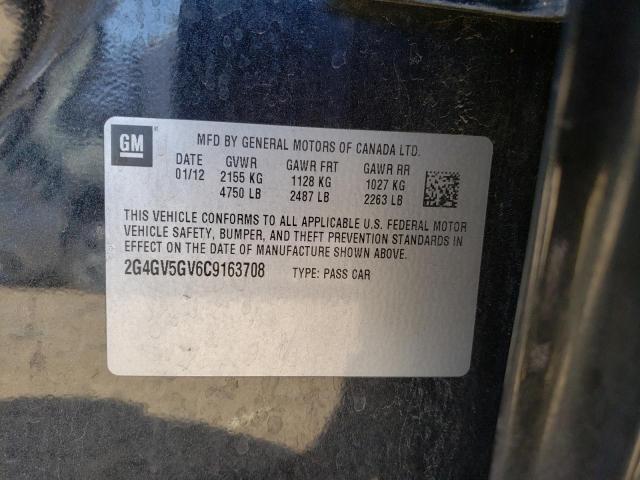 GM
MFD BY GENERAL MOTORS OF CANADA LTD.
DATE GVWR GAWR FRT GAWR RR
01/12 2155 KG 1128 KG 1027 KG
4750 LB 2487 LB 2263 LB
THIS VEHICLE CONFORMS TO ALL APPLICABLE U.S. FEDERAL MOTOR
VEHICLE SAFETY, BUMPER, AND THEFT PREVENTION STANDARDS IN
EFFECT ON THE DATE OF MANUFACTURE SHOWN ABOVE.
2G4GV5GV6C9163708 TYPE: PASS CAR